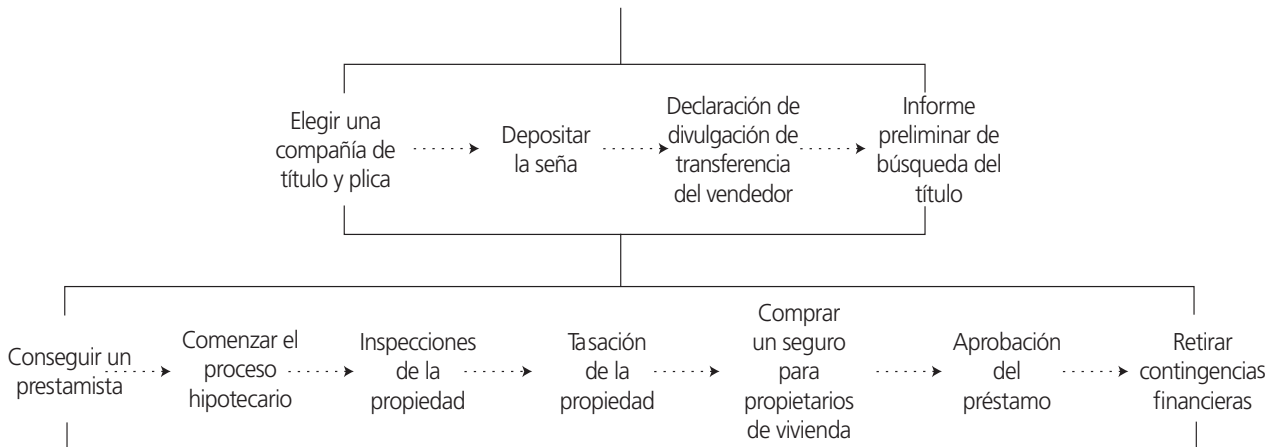 Elegir una
compañía de
título y plica
Depositar
la seña
Declaración de
divulgación de
transferencia
del vendedor
Informe
preliminar de
búsqueda del
título
Conseguir un
prestamista
Comenzar el
proceso
hipotecario
Inspecciones
de la
propiedad
Tasación
de la
propiedad
Comprar
un seguro
para
propietarios
de vivienda
Aprobación
del
préstamo
Retirar
contingencias
financieras